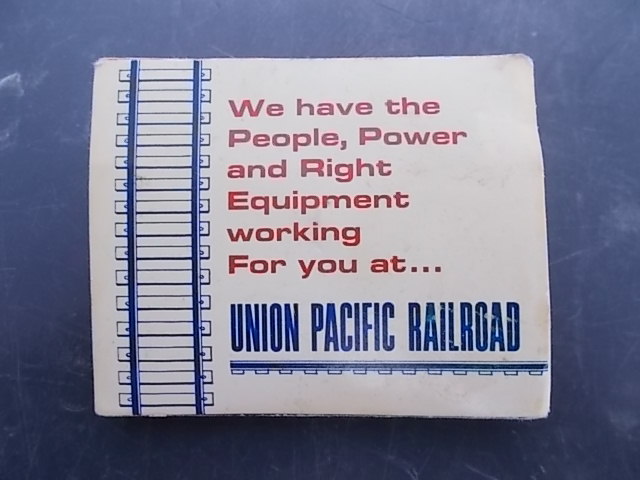 We have the
People, Power
and Right
Equipment
working
For you at...
UNION PACIFIC RAILROAD